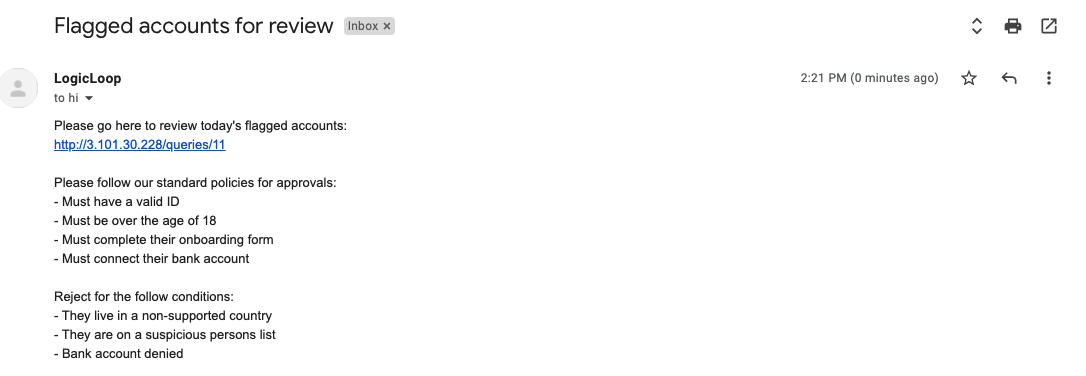 Flagged accounts for review Inbox ×
LogicLoop 2:21 PM (0 minutes ago)
to hi
Please go here to review today's flagged accounts:
http://3.101.30.228/queries/11
Please follow our standard policies for approvals:
- Must have a valid ID
- Must be over the age of 18
- Must complete their onboarding form
- Must connect their bank account
Reject for the follow conditions:
- They live in a non-supported country
- They are on a suspicious persons list
- Bank account denied